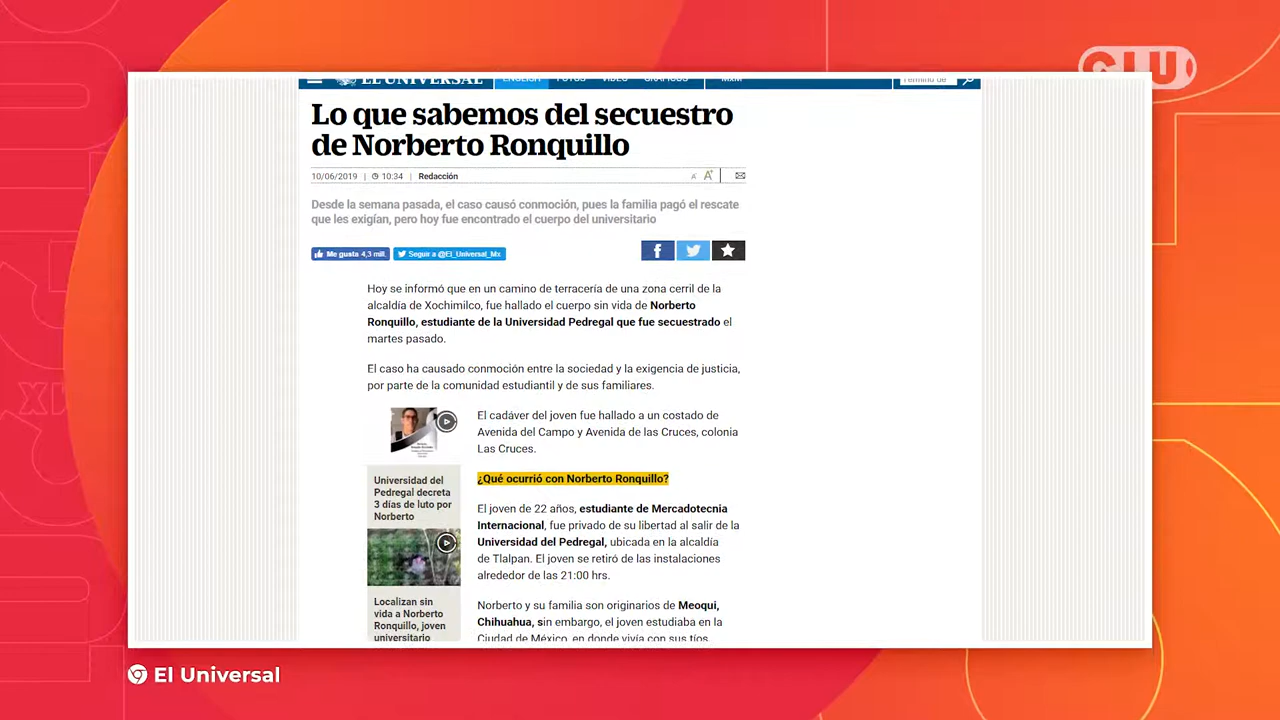 CLU
EL UNIVERSAL ENGLISH FOTOS VIDEO GRÁFICOS MxM Término de
Lo que sabemos del secuestro
de Norberto Ronquillo
10/06/2019 | 10:34 | Redacción A- A+
Desde la semana pasada, el caso causó conmoción, pues la familia pagó el rescate
que les exigían, pero hoy fue encontrado el cuerpo del universitario
Me gusta 4,3 mill. Seguir a @El_Universal_Mx
Hoy se informó que en un camino de terracería de una zona cerril de la
alcaldía de Xochimilco, fue hallado el cuerpo sin vida de Norberto
Ronquillo, estudiante de la Universidad Pedregal que fue secuestrado el
martes pasado.
El caso ha causado conmoción entre la sociedad y la exigencia de justicia,
por parte de la comunidad estudiantil y de sus familiares.
El cadáver del joven fue hallado a un costado de
Avenida del Campo y Avenida de las Cruces, colonia
Las Cruces.
Universidad del
Pedregal decreta
3 días de luto por
Norberto
¿Qué ocurrió con Norberto Ronquillo?
El joven de 22 años, estudiante de Mercadotecnia
Internacional, fue privado de su libertad al salir de la
Universidad del Pedregal, ubicada en la alcaldía
de Tlalpan. El joven se retiró de las instalaciones
alrededor de las 21:00 hrs.
Localizan sin
vida a Norberto
Ronquillo, joven
universitario
Norberto y su familia son originarios de Meoqui,
Chihuahua, sin embargo, el joven estudiaba en la
Ciudad de México, en donde vivía con sus tíos.
El Universal